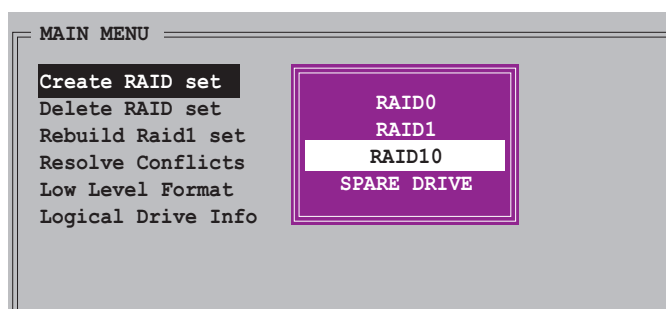 MAIN MENU
Create RAID set
Delete RAID set
Rebuild Raid1 set
Resolve Conflicts
Low Level Format
Logical Drive Info
RAID0
RAID1
RAID10
SPARE DRIVE